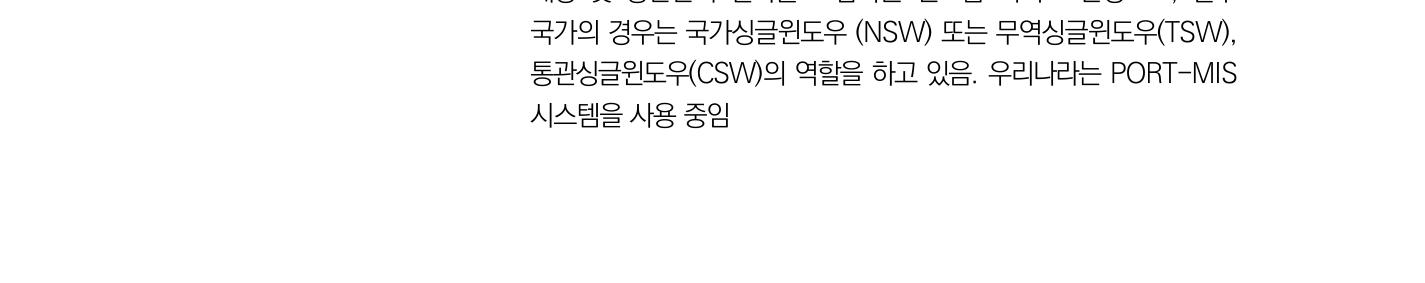 국가의 경우는 국가싱글윈도우 (NSW) 또는 무역싱글윈도우(TSW),
통관싱글윈도우(CSW)의 역할을 하고 있음. 우리나라는 PORT-MIS
시스템을 사용 중임